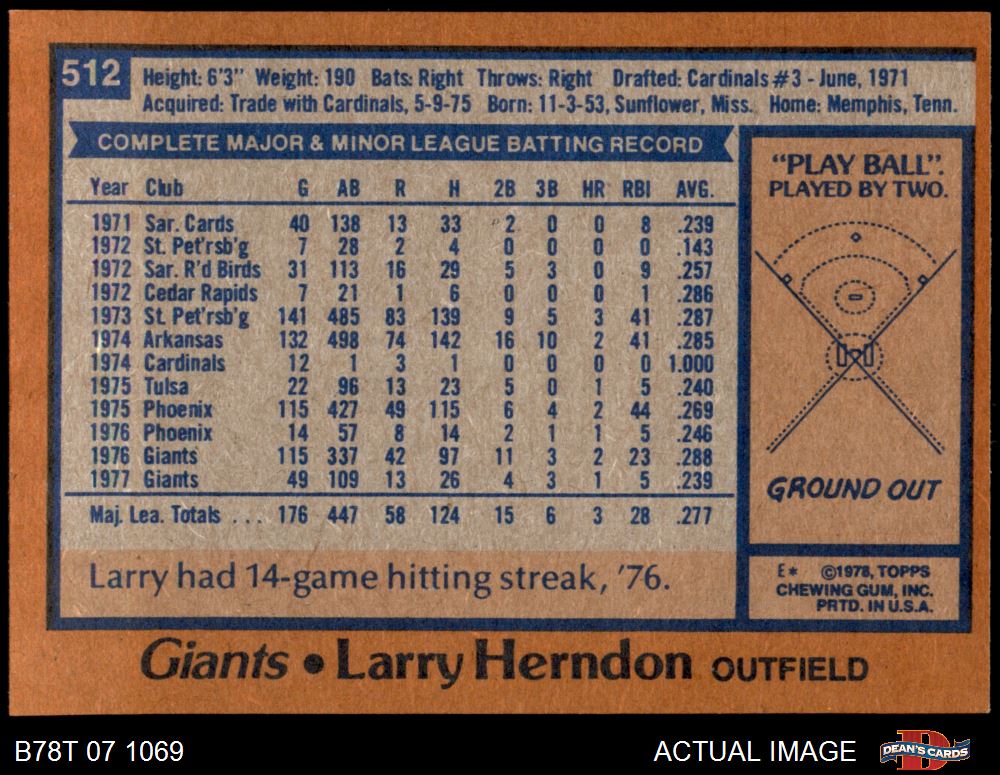 512
Height: 6'3" Weight: 190 Bats: Right Throws: Right Drafted: Cardinals #3 - June, 1971
Acquired: Trade with Cardinals, 5-9-75 Born: 11-3-53, Sunflower, Miss. Home: Memphis, Tenn.
COMPLETE MAJOR & MINOR LEAGUE BATTING RECORD
Year Club G AB R H 2B 3B HR RBI AVG.
1971 Sar. Cards 40 138 13 33 2 0 0 8 .239
1972 St. Pet'rsb'g 7 28 2 4 0 0 0 0 .143
1972 Sar. R'd Birds 31 113 16 29 5 3 0 9 .257
1972 Cedar Rapids 7 21 1 6 0 0 0 1 .286
1973 St. Pet'rsb'g 141 485 83 139 9 5 3 41 .287
1974 Arkansas 132 498 74 142 16 10 2 41 .285
1974 Cardinals 12 1 3 1 0 0 0 0 1.000
1975 Tulsa 22 96 13 23 5 0 1 5 .240
1975 Phoenix 115 427 49 115 6 4 2 44 .269
1976 Phoenix 14 57 8 14 2 1 1 5 .246
1976 Giants 115 337 42 97 11 3 2 23 .288
1977 Giants 49 109 13 26 4 3 1 5 .239
Maj. Lea. Totals . . . 176 447 58 124 15 6 3 28 .277
Larry had 14-game hitting streak, '76.
"PLAY BALL".
PLAYED BY TWO.
GROUND OUT
E* ©1978, TOPPS
CHEWING GUM, INC.
PRTD. IN U.S.A.
Giants • Larry Herndon OUTFIELD
B78T 07 1069
ACTUAL IMAGE
D
DEAN'S CARDS